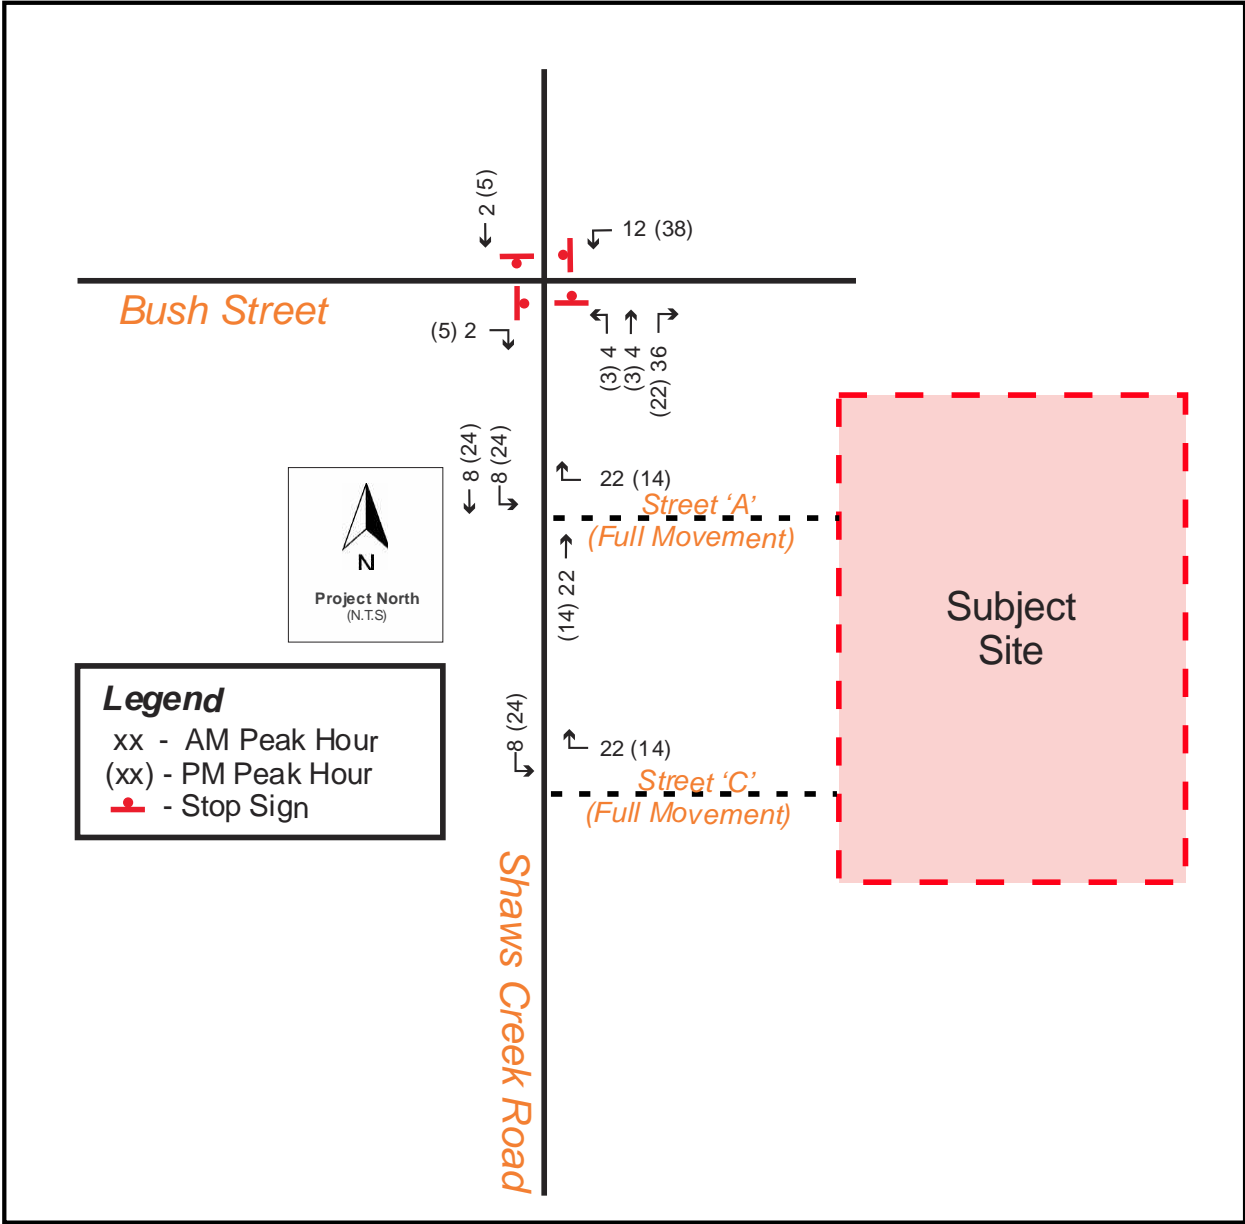 2 (5)
12 (38)
Bush Street
(5) 2
(3) 4
(3) 4
(22) 36
8 (24)
8 (24)
22 (14)
Street ‘A’
(Full Movement)
N
Project North
(N.T.S)
(14) 22
Subject
Site
Legend
xx - AM Peak Hour
(xx) - PM Peak Hour
- Stop Sign
8 (24)
22 (14)
Street ‘C’
(Full Movement)
Shaws Creek Road